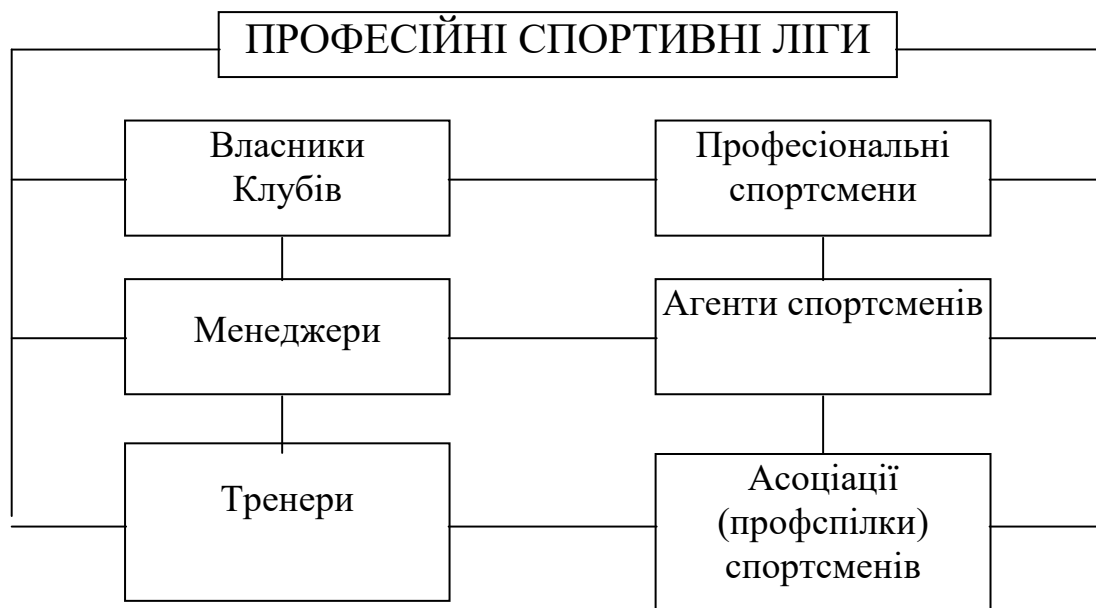 ПРОФЕСІЙНІ СПОРТИВНІ ЛІГИ
Власники
Клубів
Професіональні
спортсмени
Менеджери
Агенти спортсменів
Тренери
Асоціації
(профспілки)
спортсменів